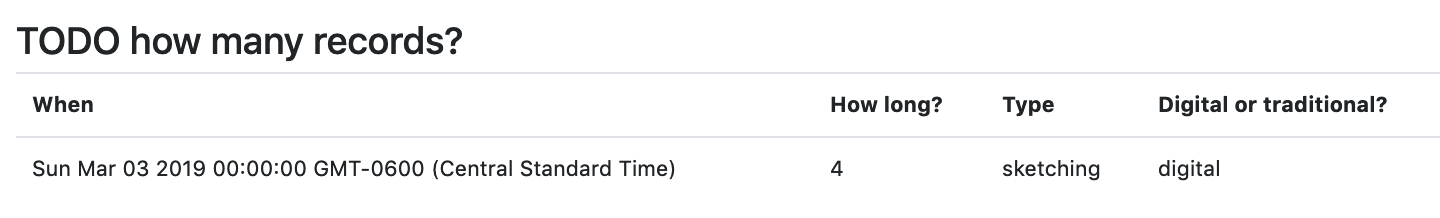 TODO how many records?
When How long? Type Digital or traditional?
Sun Mar 03 2019 00:00:00 GMT-0600 (Central Standard Time) 4 sketching digital